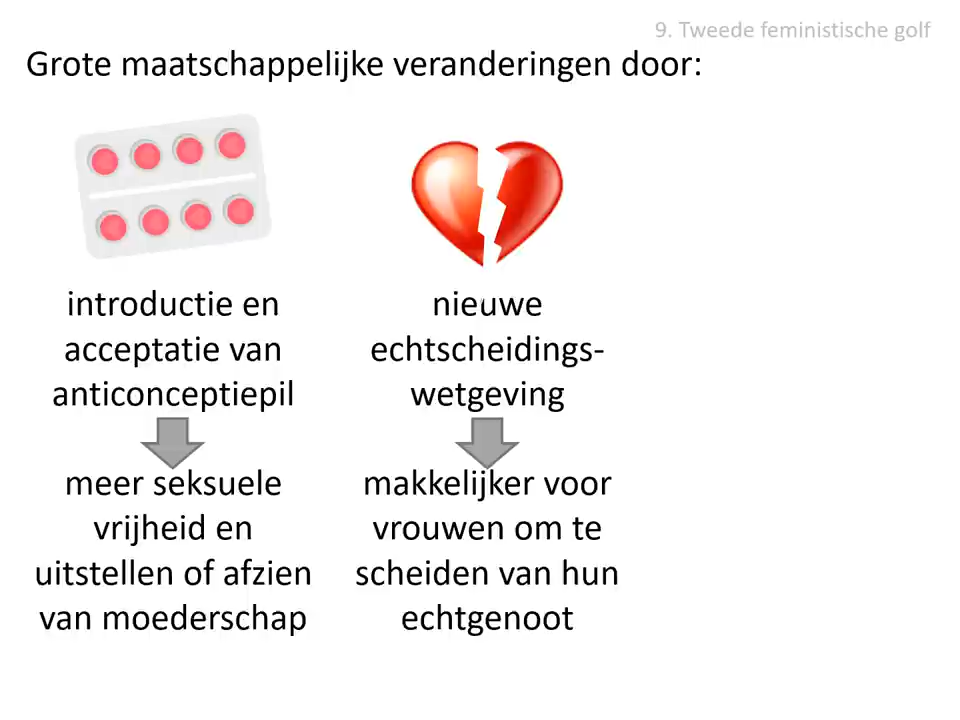 9. Tweede feministische golf
Grote maatschappelijke veranderingen door:
introductie en
acceptatie van
anticonceptiepil
meer seksuele
vrijheid en
uitstellen of afzien
van moederschap
nieuwe
echtscheidings-
wetgeving
makkelijker voor
vrouwen om te
scheiden van hun
echtgenoot